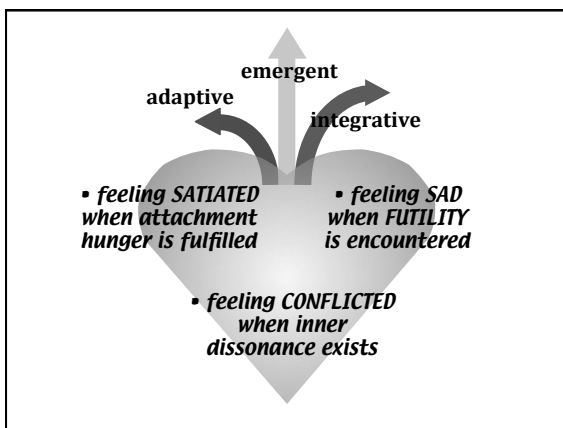 emergent
adaptive
integrative
▪ feeling SATIATED
when attachment
hunger is fulfilled
▪ feeling SAD
when FUTILITY
is encountered
▪ feeling CONFLICTED
when inner
dissonance exists